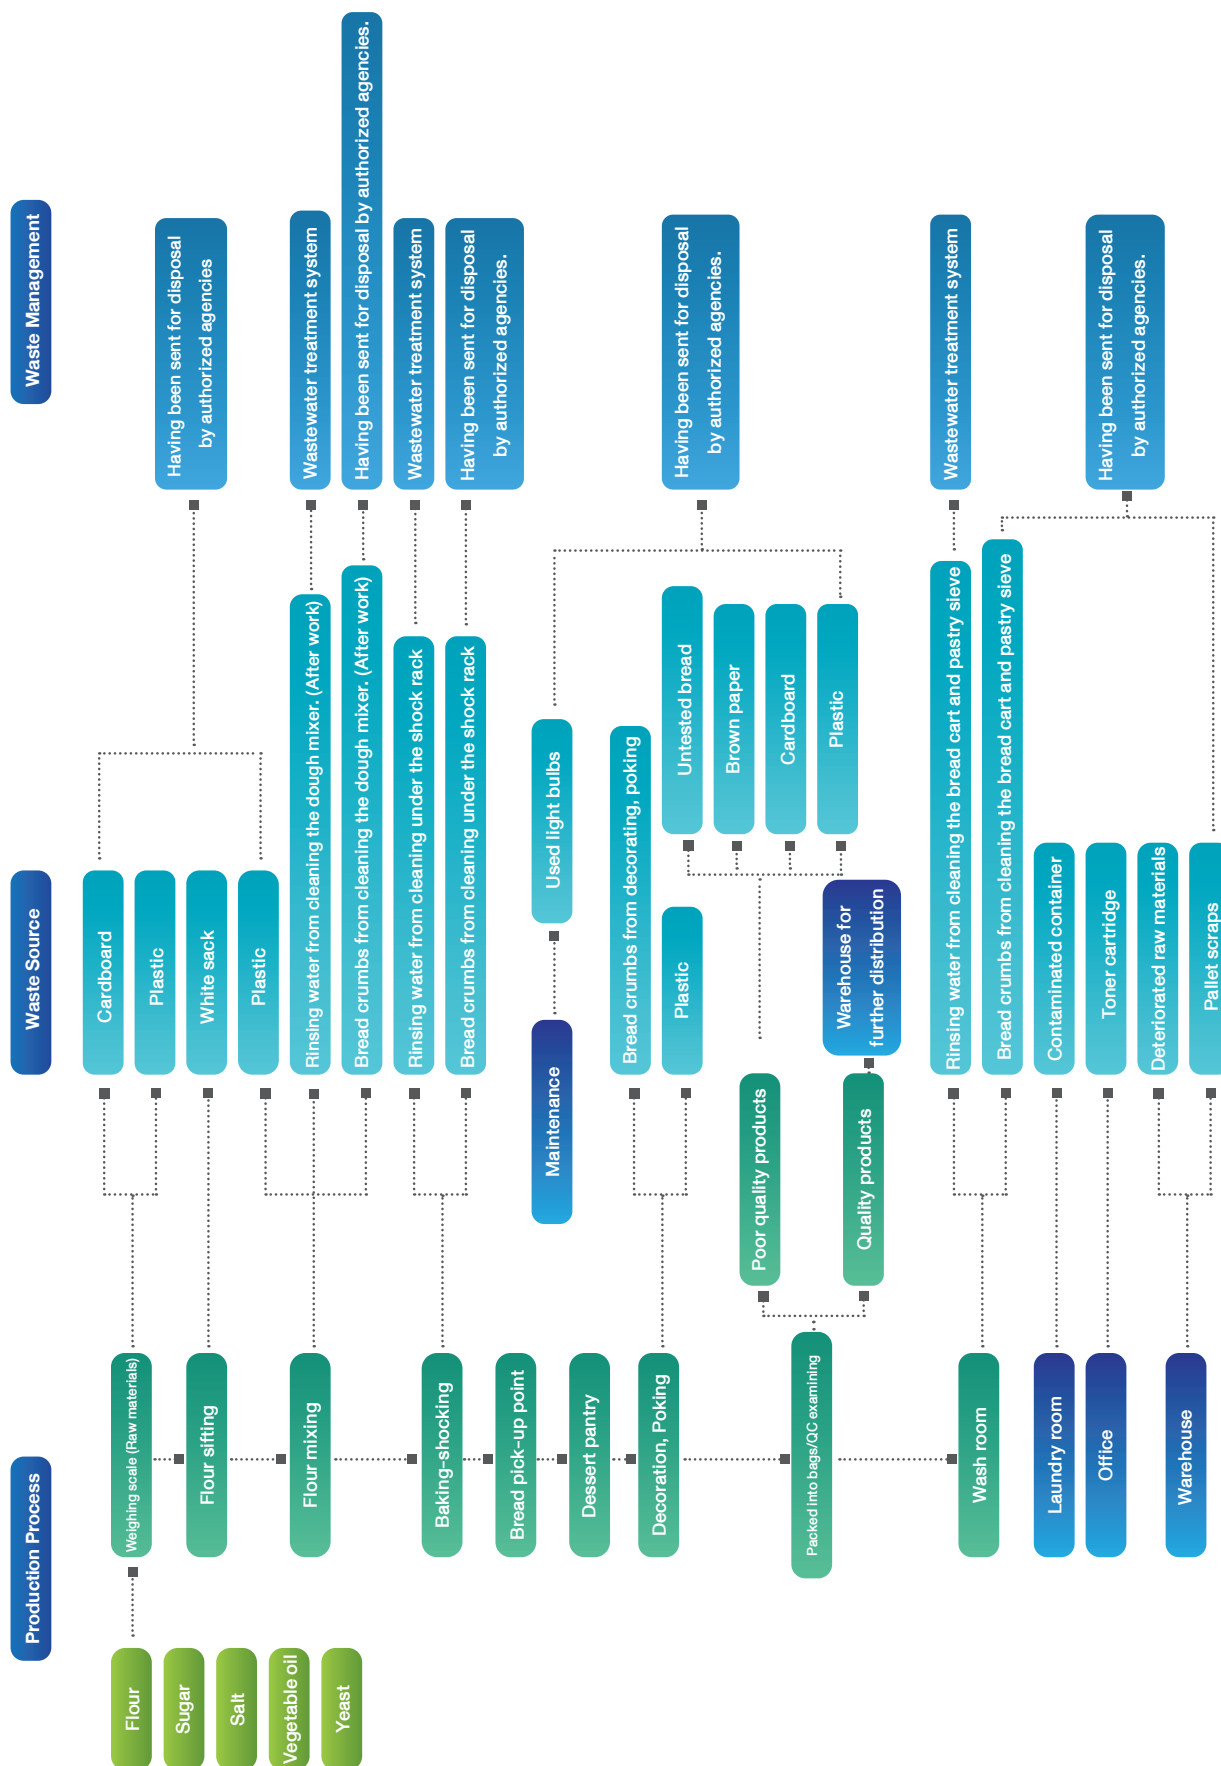 Production Process
Waste Source
Waste Management
Flour
Sugar
Salt
Vegetable oil
Yeast
Weighing scale (Raw materials)
Cardboard
Plastic
Having been sent for disposal
by authorized agencies
Flour sifting
White sack
Flour mixing
Plastic
Rinsing water from cleaning the dough mixer. (After work)
Wastewater treatment system
Bread crumbs from cleaning the dough mixer. (After work)
Having been sent for disposal by authorized agencies.
Baking-shocking
Rinsing water from cleaning under the shock rack
Wastewater treatment system
Bread crumbs from cleaning under the shock rack
Having been sent for disposal
by authorized agencies.
Bread pick-up point
Maintenance
Used light bulbs
Dessert pantry
Decoration, Poking
Bread crumbs from decorating, poking
Plastic
Having been sent for disposal
by authorized agencies.
Untested bread
Brown paper
Cardboard
Plastic
Packed into bags/QC examining
Poor quality products
Quality products
Warehouse for
further distribution
Wash room
Rinsing water from cleaning the bread cart and pastry sieve
Wastewater treatment system
Bread crumbs from cleaning the bread cart and pastry sieve
Having been sent for disposal
by authorized agencies.
Laundry room
Contaminated container
Office
Toner cartridge
Warehouse
Deteriorated raw materials
Pallet scraps